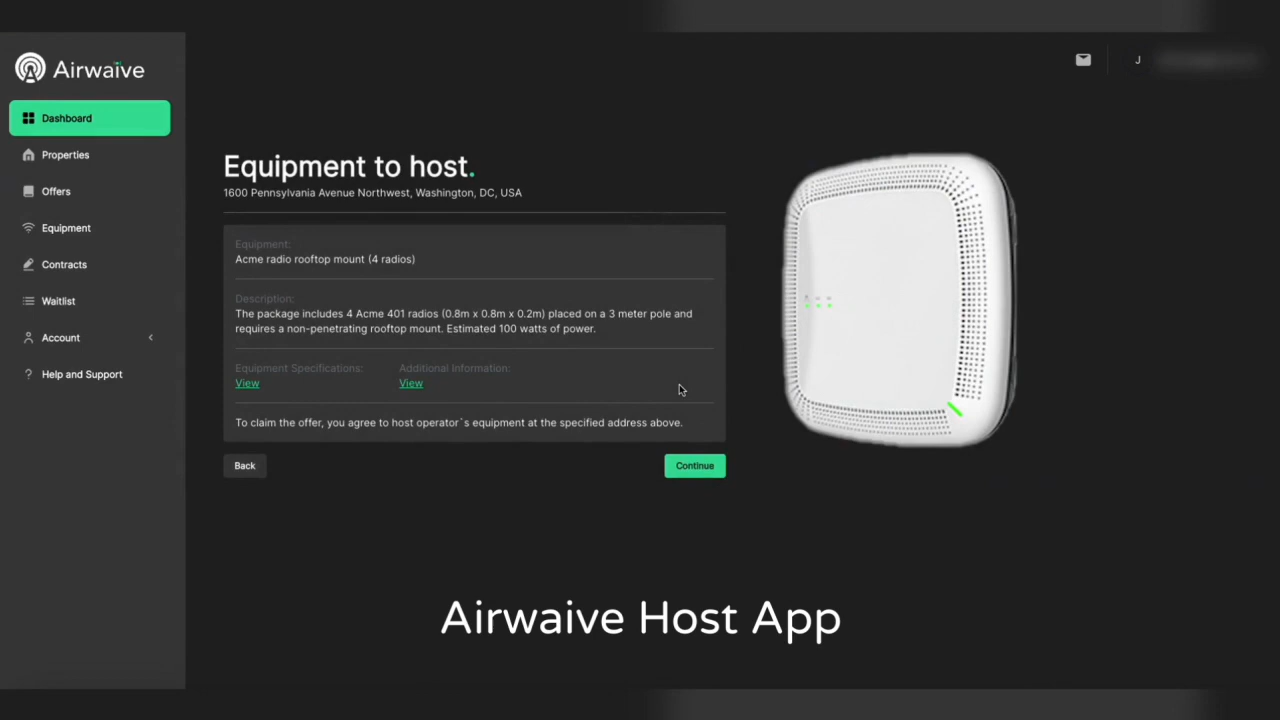 Airwaive
Dashboard
Properties
Offers
Equipment
Contracts
Waitlist
Account
Help and Support
J
Equipment to host.
1600 Pennsylvania Avenue Northwest, Washington, DC, USA
Equipment:
Acme radio rooftop mount (4 radios)
Description:
The package includes 4 Acme 401 radios (0.8m x 0.8m x 0.2m) placed on a 3 meter pole and
requires a non-penetrating rooftop mount. Estimated 100 watts of power.
Equipment Specifications: Additional Information:
View View
To claim the offer, you agree to host operator´s equipment at the specified address above.
Back Continue
Airwaive Host App